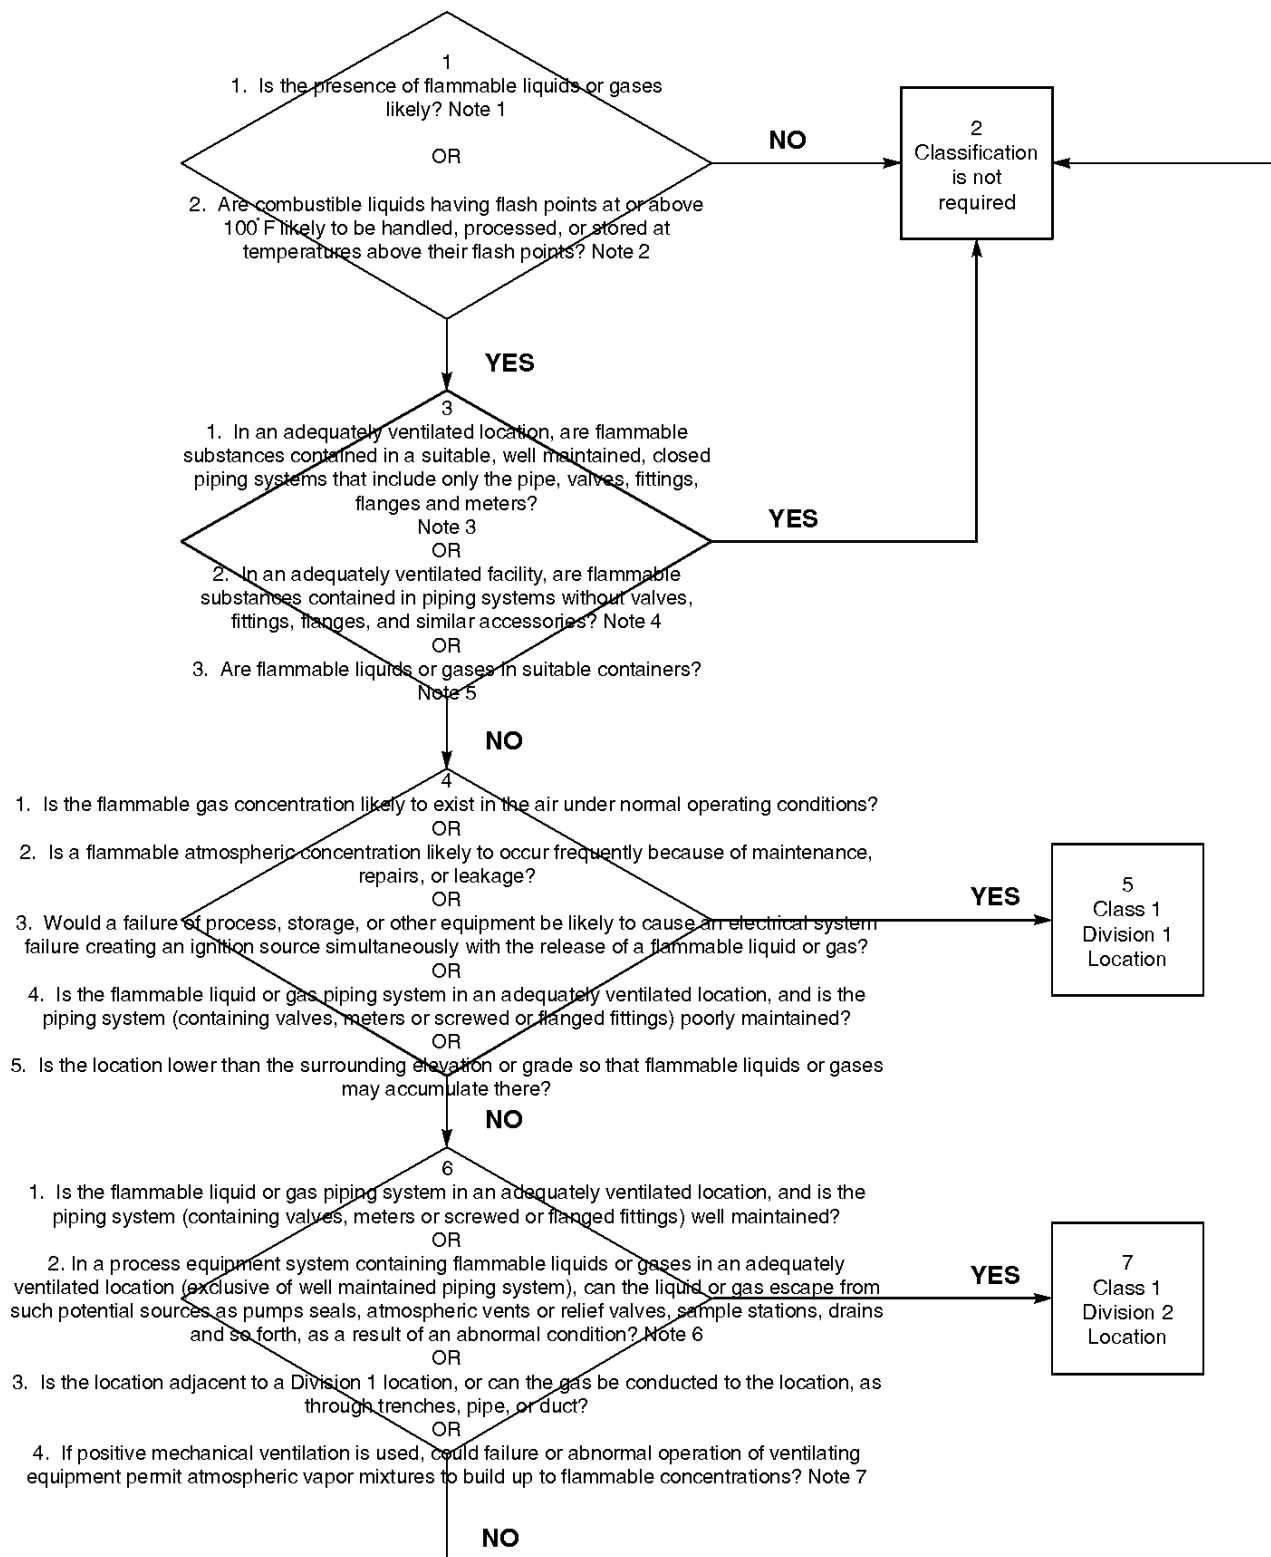 1
1. Is the presence of flammable liquids or gases
likely? Note 1
OR
2. Are combustible liquids having flash points at or above
100°F likely to be handled, processed, or stored at
temperatures above their flash points? Note 2
NO
2
Classification
is not
required
YES
3
1. In an adequately ventilated location, are flammable
substances contained in a suitable, well maintained, closed
piping systems that include only the pipe, valves, fittings,
flanges and meters?
Note 3
OR
2. In an adequately ventilated facility, are flammable
substances contained in piping systems without valves,
fittings, flanges, and similar accessories? Note 4
OR
3. Are flammable liquids or gases in suitable containers?
Note 5
YES
NO
4
1. Is the flammable gas concentration likely to exist in the air under normal operating conditions?
OR
2. Is a flammable atmospheric concentration likely to occur frequently because of maintenance,
repairs, or leakage?
OR
3. Would a failure of process, storage, or other equipment be likely to cause an electrical system
failure creating an ignition source simultaneously with the release of a flammable liquid or gas?
OR
4. Is the flammable liquid or gas piping system in an adequately ventilated location, and is the
piping system (containing valves, meters or screwed or flanged fittings) poorly maintained?
OR
5. Is the location lower than the surrounding elevation or grade so that flammable liquids or gases
may accumulate there?
YES
5
Class 1
Division 1
Location
NO
6
1. Is the flammable liquid or gas piping system in an adequately ventilated location, and is the
piping system (containing valves, meters or screwed or flanged fittings) well maintained?
OR
2. In a process equipment system containing flammable liquids or gases in an adequately
ventilated location (exclusive of well maintained piping system), can the liquid or gas escape from
such potential sources as pumps seals, atmospheric vents or relief valves, sample stations, drains
and so forth, as a result of an abnormal condition? Note 6
OR
3. Is the location adjacent to a Division 1 location, or can the gas be conducted to the location, as
through trenches, pipe, or duct?
OR
4. If positive mechanical ventilation is used, could failure or abnormal operation of ventilating
equipment permit atmospheric vapor mixtures to build up to flammable concentrations? Note 7
YES
7
Class 1
Division 2
Location
NO